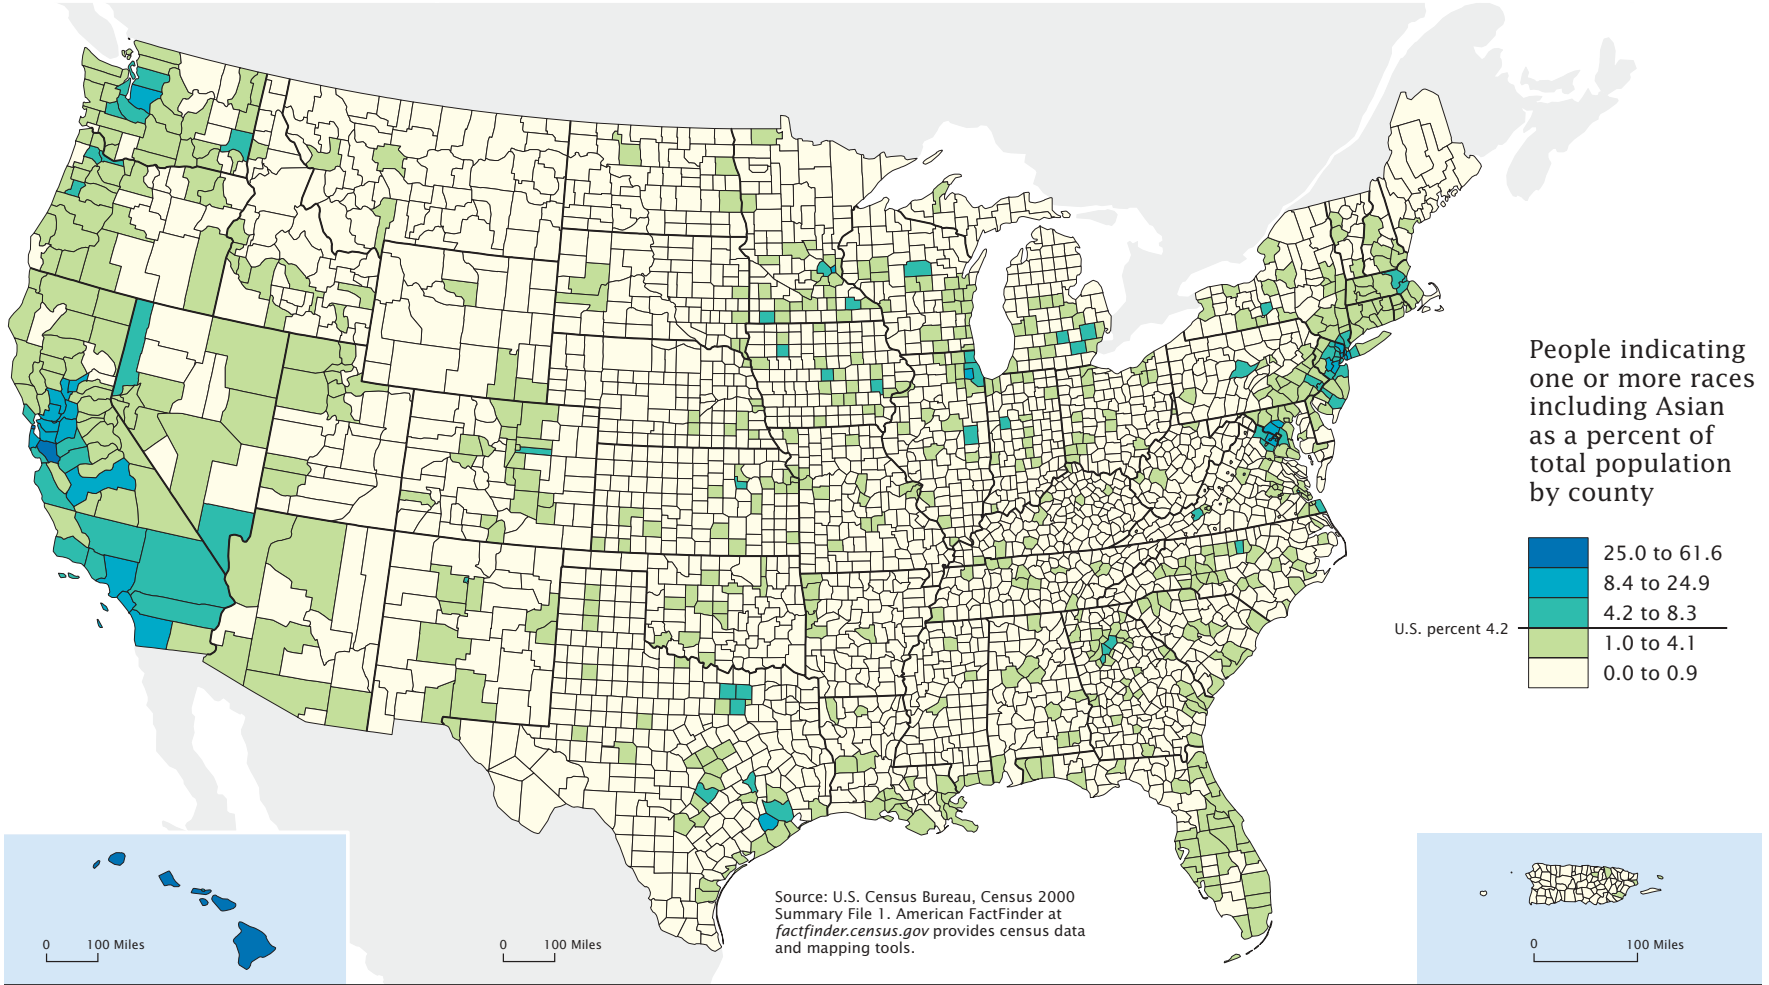 People indicating
one or more races
including Asian
as a percent of
total population
by county
25.0 to 61.6
8.4 to 24.9
4.2 to 8.3
U.S. percent 4.2
1.0 to 4.1
0.0 to 0.9
Source: U.S. Census Bureau, Census 2000
Summary File 1. American FactFinder at
factfinder.census.gov provides census data
and mapping tools.
0 100 Miles
0 100 Miles
0 100 Miles